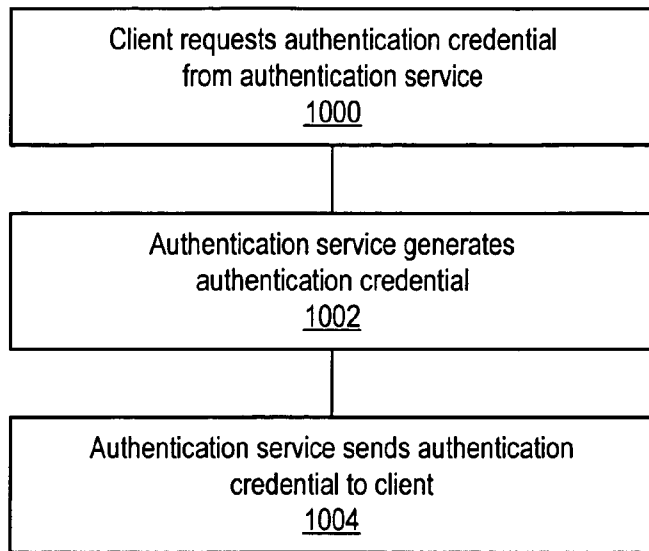 Client requests authentication credential
from authentication service
1000
Authentication service generates
authentication credential
1002
Authentication service sends authentication
credential to client
1004